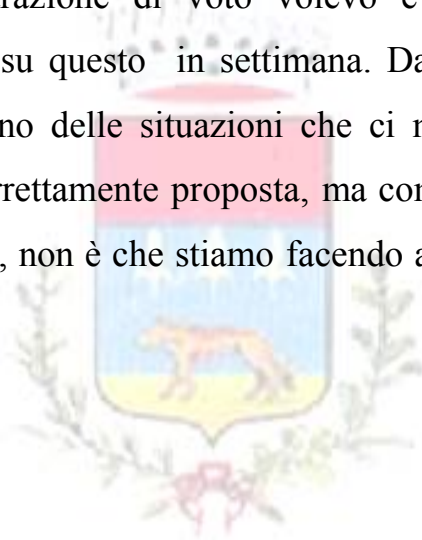 razione di voto volevo e
su questo in settimana. Da
no delle situazioni che ci
rrettamente proposta, ma con
, non è che stiamo facendo a